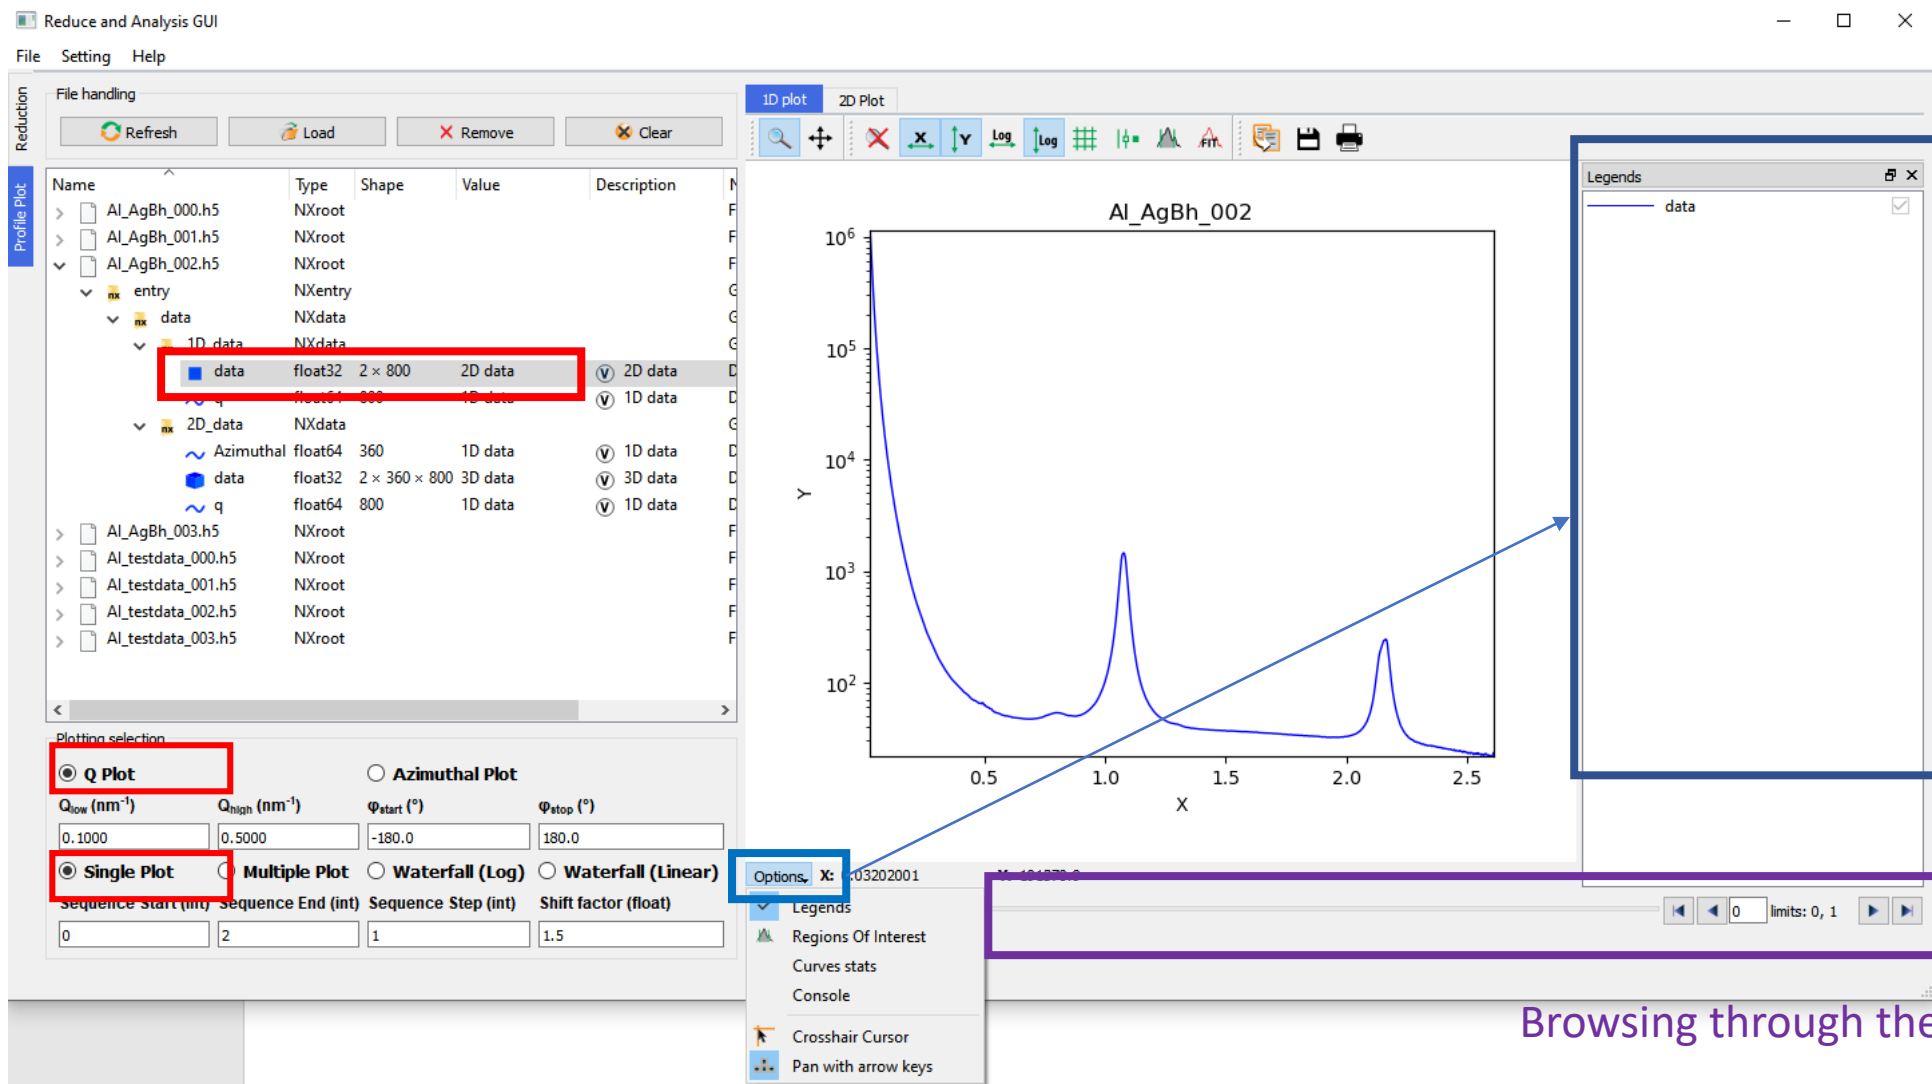 Reduce and Analysis GUI
File Setting Help
Reduction
Profile Plot
File handling
Refresh Load Remove Clear
Name Type Shape Value Description
Al_AgBh_000.h5 NXroot F
Al_AgBh_001.h5 NXroot F
Al_AgBh_002.h5 NXroot F
entry NXentry G
data NXdata G
1D_data NXdata G
data float32 2 × 800 2D data 2D data D
q float64 800 1D data 1D data D
2D_data NXdata G
Azimuthal float64 360 1D data 1D data D
data float32 2 × 360 × 800 3D data 3D data D
q float64 800 1D data 1D data D
Al_AgBh_003.h5 NXroot F
Al_testdata_000.h5 NXroot F
Al_testdata_001.h5 NXroot F
Al_testdata_002.h5 NXroot F
Al_testdata_003.h5 NXroot F
Plotting selection
Q Plot Azimuthal Plot
Qlow (nm⁻¹) Qhigh (nm⁻¹) φstart (°) φstop (°)
0.1000 0.5000 -180.0 180.0
Single Plot Multiple Plot Waterfall (Log) Waterfall (Linear)
Sequence Start (int) Sequence End (int) Sequence Step (int) Shift factor (float)
0 2 1 1.5
1D plot 2D Plot
X Y Log Log FIT
Al_AgBh_002
10⁶
10⁵
10⁴
10³
10²
Y
0.5 1.0 1.5 2.0 2.5
X
Legends
data
Options X: .03202001
limits: 0, 1
0
Legends
Regions Of Interest
Curves stats
Console
Crosshair Cursor
Pan with arrow keys
Browsing through the